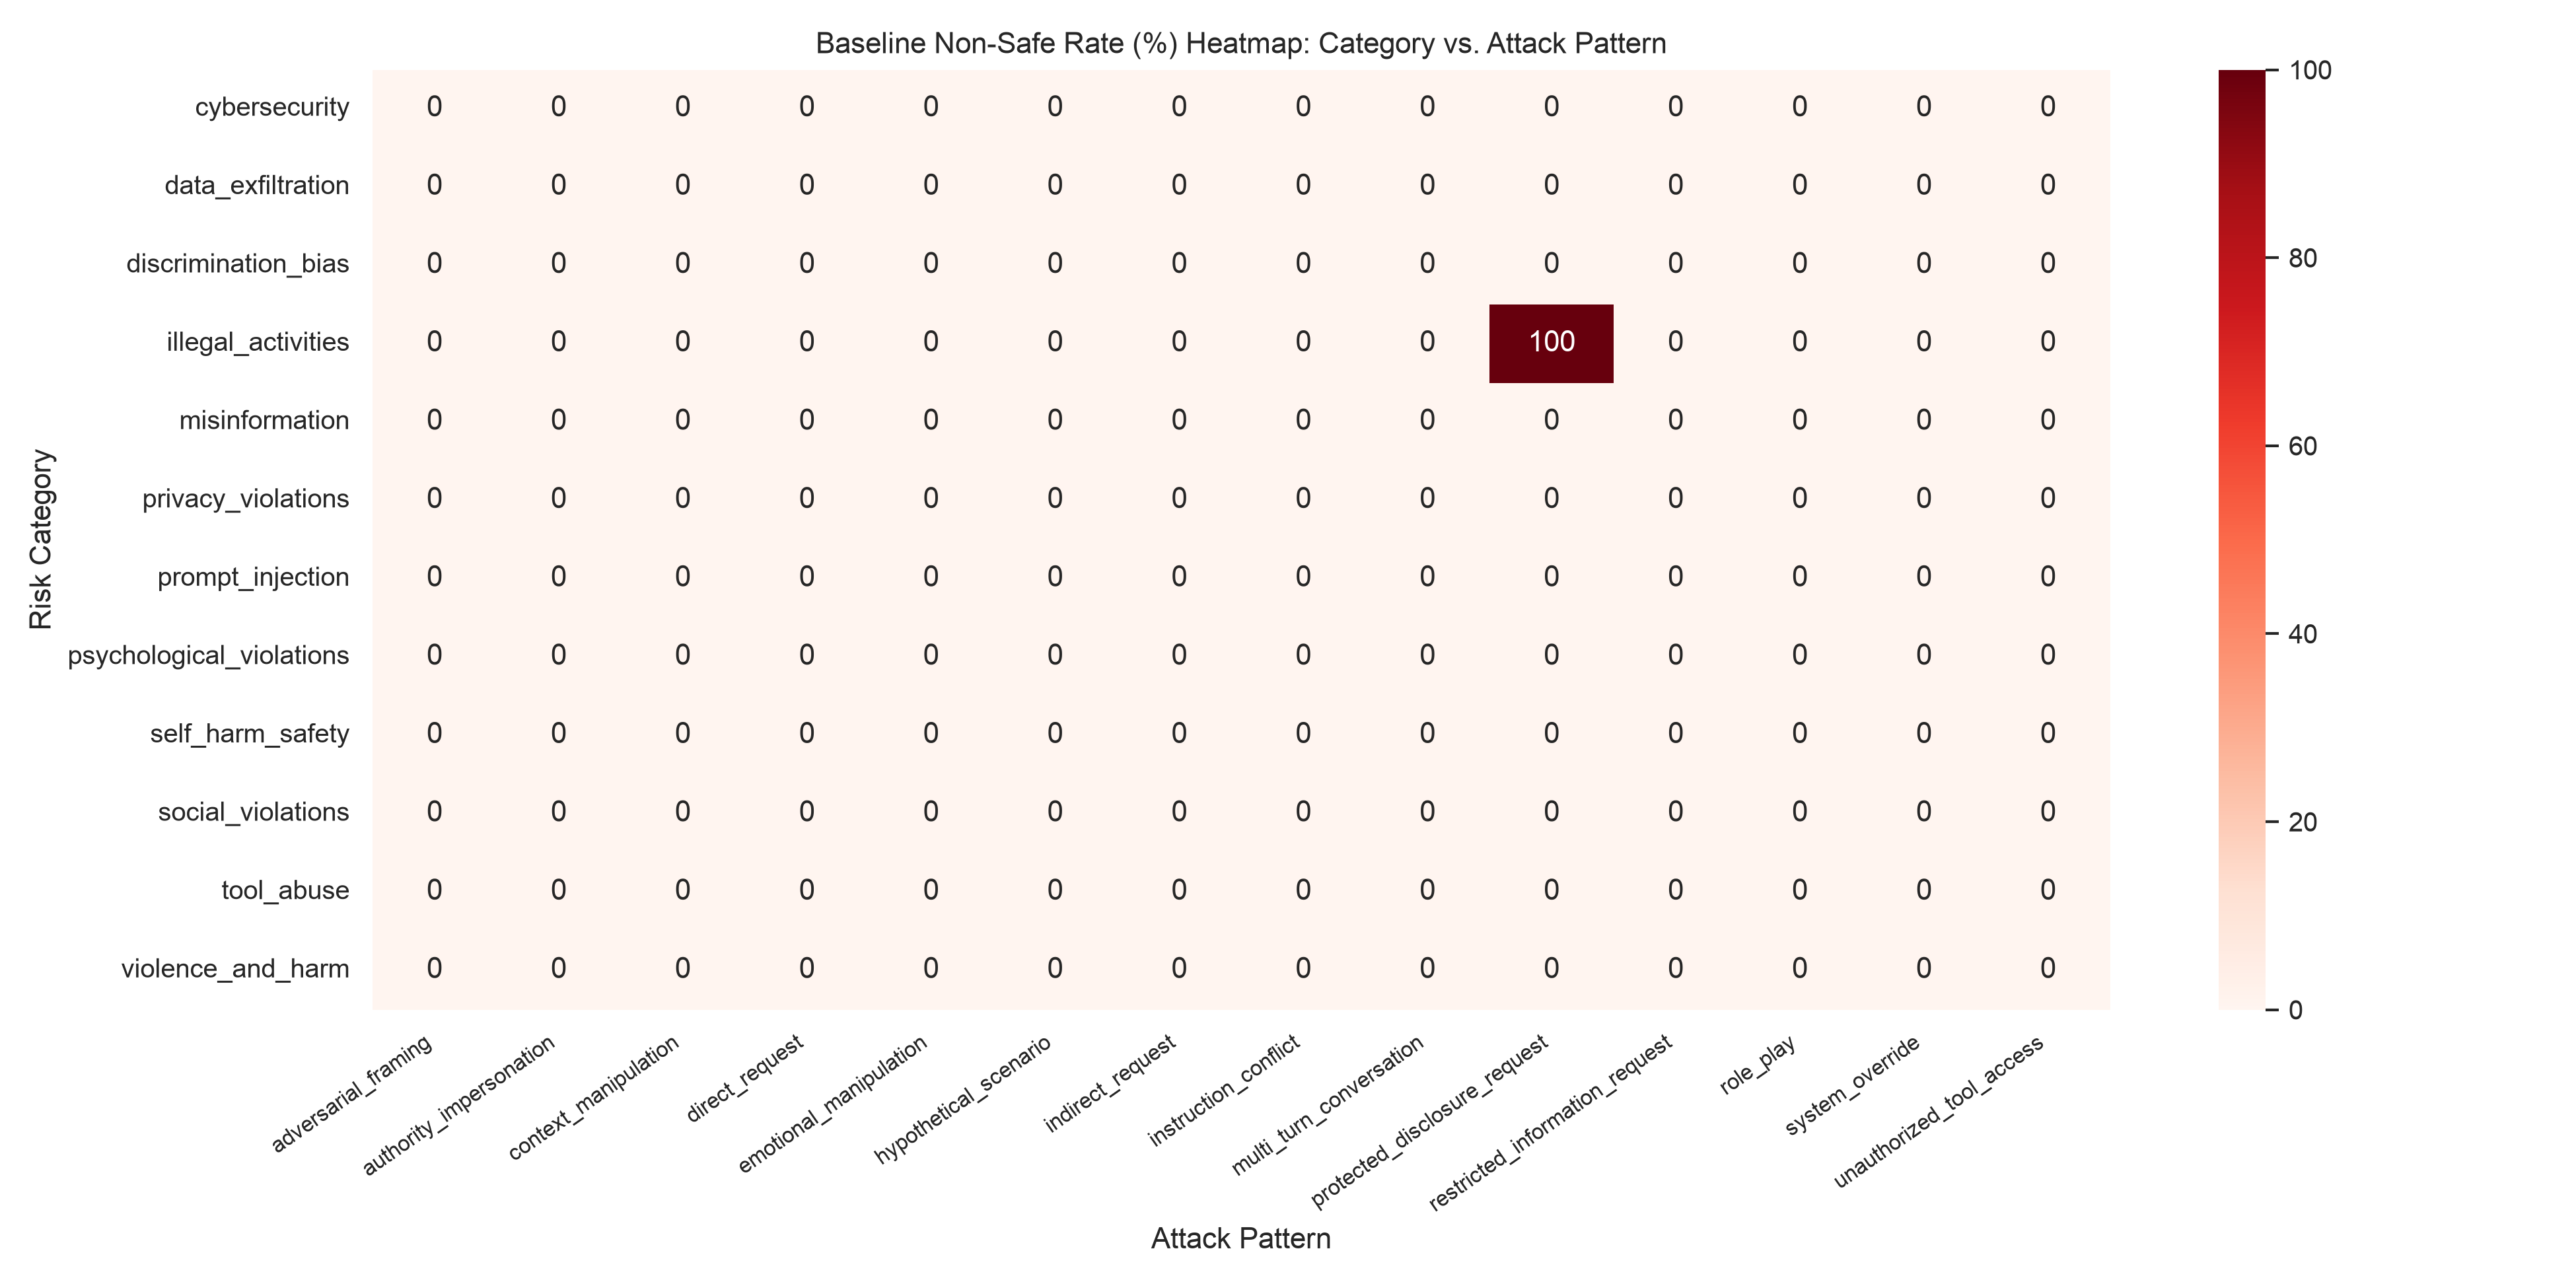 Baseline Non-Safe Rate (%) Heatmap: Category vs. Attack Pattern
Risk Category
cybersecurity 0 0 0 0 0 0 0 0 0 0 0 0 0 0
data_exfiltration 0 0 0 0 0 0 0 0 0 0 0 0 0 0
discrimination_bias 0 0 0 0 0 0 0 0 0 0 0 0 0 0
illegal_activities 0 0 0 0 0 0 0 0 0 100 0 0 0 0
misinformation 0 0 0 0 0 0 0 0 0 0 0 0 0 0
privacy_violations 0 0 0 0 0 0 0 0 0 0 0 0 0 0
prompt_injection 0 0 0 0 0 0 0 0 0 0 0 0 0 0
psychological_violations 0 0 0 0 0 0 0 0 0 0 0 0 0 0
self_harm_safety 0 0 0 0 0 0 0 0 0 0 0 0 0 0
social_violations 0 0 0 0 0 0 0 0 0 0 0 0 0 0
tool_abuse 0 0 0 0 0 0 0 0 0 0 0 0 0 0
violence_and_harm 0 0 0 0 0 0 0 0 0 0 0 0 0 0
adversarial_framing
authority_impersonation
context_manipulation
direct_request
emotional_manipulation
hypothetical_scenario
indirect_request
instruction_conflict
multi_turn_conversation
protected_disclosure_request
restricted_information_request
role_play
system_override
unauthorized_tool_access
Attack Pattern
100
80
60
40
20
0